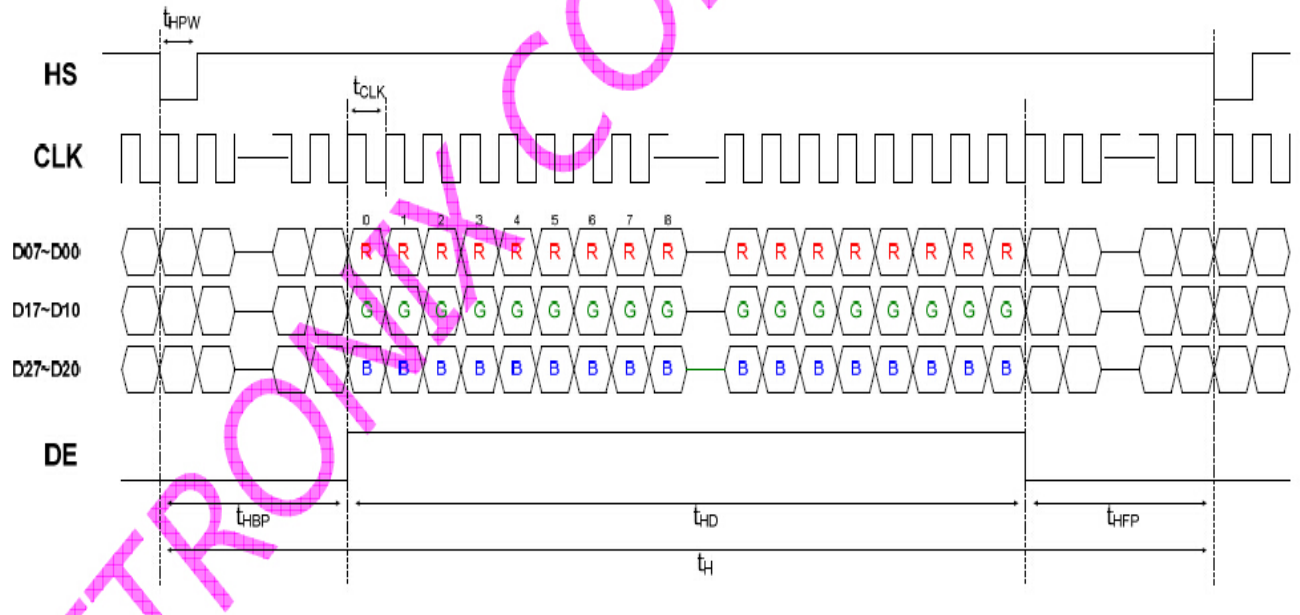 tHPW
HS
tCLK
CLK
0 1 2 3 4 5 6 7 8
D07~D00 R R R R R R R R R R R R R R R R R
D17~D10 G G G G G G G G G G G G G G G G G
D27~D20 B B B B B B B B B B B B B B B B B
DE
tHBP tHD tHFP
tH
TRONIX CO